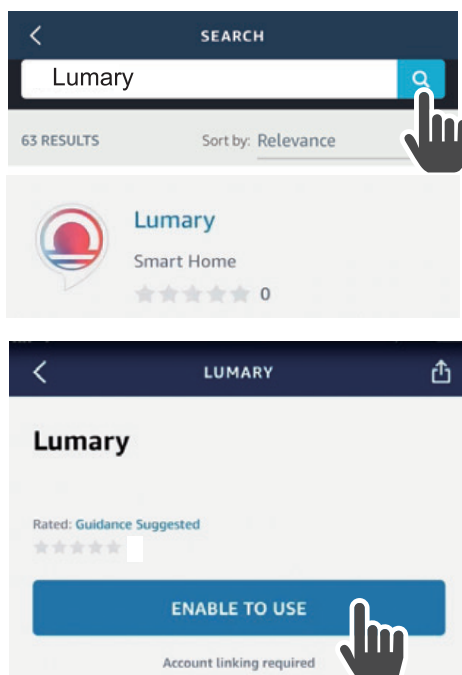 SEARCH
Lumary
63 RESULTS Sort by: Relevance
Lumary
Smart Home
0
LUMARY
Lumary
Rated: Guidance Suggested
ENABLE TO USE
Account linking required